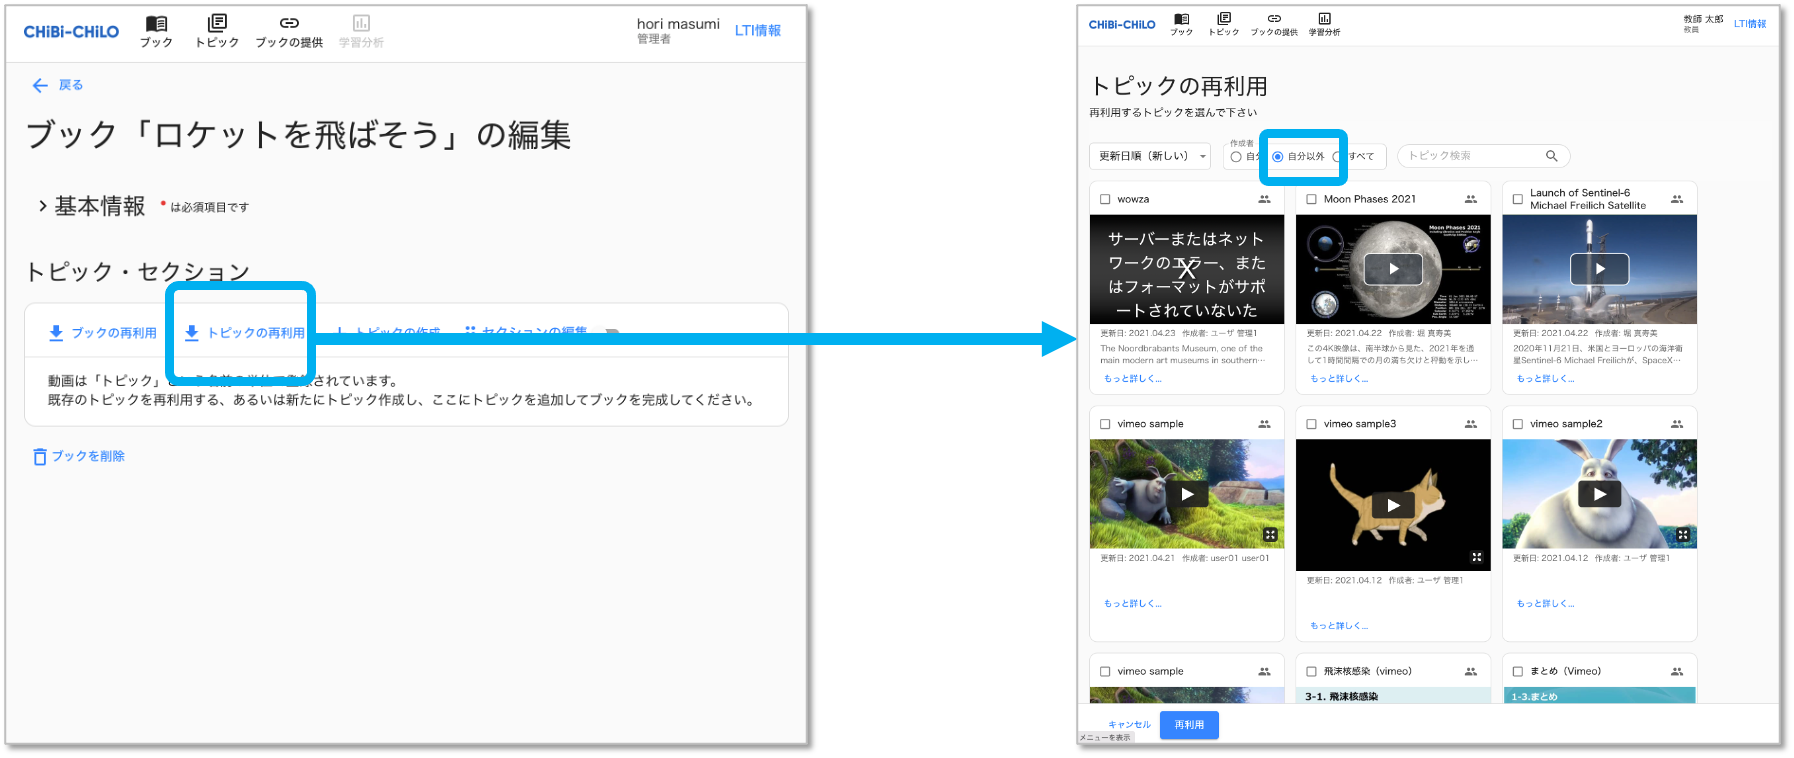 CHiBi-CHiLO
ブック
トピック
ブックの提供
学習分析
hori masumi
管理者
LTI情報
戻る
ブック「ロケットを飛ばそう」の編集
基本情報 * は必須項目です
トピック・セクション
ブックの再利用
トピックの再利用
トピックの作成
セクションの編集
動画は「トピック」という名前の単位で登録されています。
既存のトピックを再利用する、あるいは新たにトピック作成し、ここにトピックを追加してブックを完成してください。
ブックを削除
CHiBi-CHiLO
ブック
トピック
ブックの提供
学習分析
教師 太郎
教員
LTI情報
トピックの再利用
再利用するトピックを選んで下さい
更新日順（新しい）
作成者
自分
自分以外
すべて
トピック検索
wowza
サーバーまたはネット
ワークのエラー、また
はフォーマットがサポ
ートされていないた
更新日: 2021.04.23 作成者: ユーザ 管理1
The Noordbrabants Museum, one of the
main modern art museums in southern…
もっと詳しく...
Moon Phases 2021
Moon Phases 2021
更新日: 2021.04.22 作成者: 堀 真寿美
この4K映像は、南半球から見た、2021年を通
して1時間間隔での月の満ち欠けと秤動を示し…
もっと詳しく...
Launch of Sentinel-6
Michael Freilich Satellite
更新日: 2021.04.22 作成者: 堀 真寿美
2020年11月21日、米国とヨーロッパの海洋衛
星Sentinel-6 Michael Freilichが、SpaceX…
もっと詳しく...
vimeo sample
更新日: 2021.04.21 作成者: user01 user01
もっと詳しく...
vimeo sample3
更新日: 2021.04.12 作成者: ユーザ 管理1
もっと詳しく...
vimeo sample2
更新日: 2021.04.12 作成者: ユーザ 管理1
もっと詳しく...
vimeo sample
飛沫核感染（vimeo）
3-1. 飛沫核感染
まとめ（Vimeo）
1-3.まとめ
キャンセル
再利用
メニューを表示